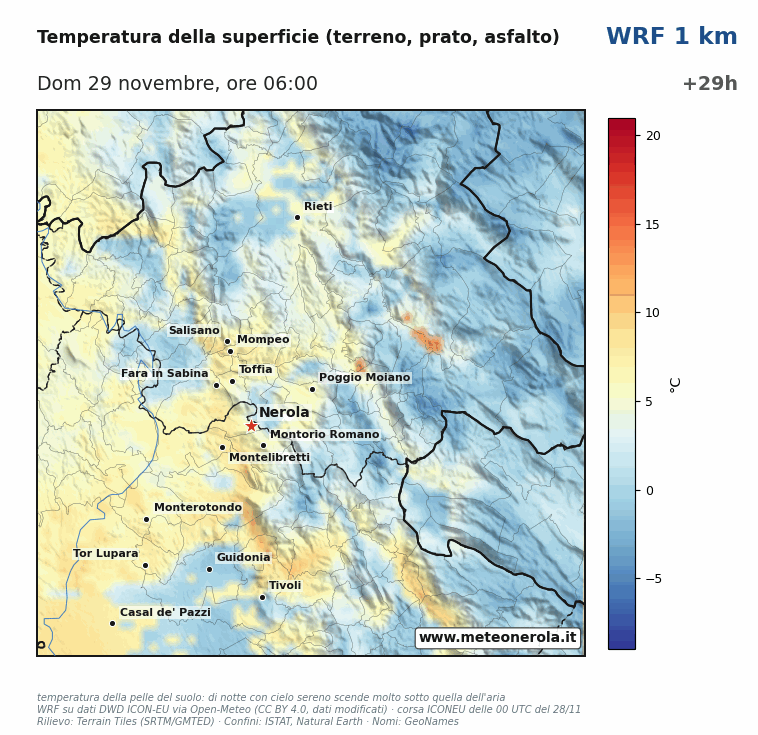 Temperatura della superficie (terreno, prato, asfalto)
WRF 1 km
Dom 29 novembre, ore 06:00
+29h
Rieti
Salisano
Mompeo
Fara in Sabina
Toffia
Poggio Moiano
Nerola
Montorio Romano
Montelibretti
Monterotondo
Tor Lupara
Guidonia
Tivoli
Casal de' Pazzi
www.meteonerola.it
20
15
10
5
0
−5
°C
temperatura della pelle del suolo: di notte con cielo sereno scende molto sotto quella dell'aria
WRF su dati DWD ICON-EU via Open-Meteo (CC BY 4.0, dati modificati) · corsa ICONEU delle 00 UTC del 28/11
Rilievo: Terrain Tiles (SRTM/GMTED) · Confini: ISTAT, Natural Earth · Nomi: GeoNames